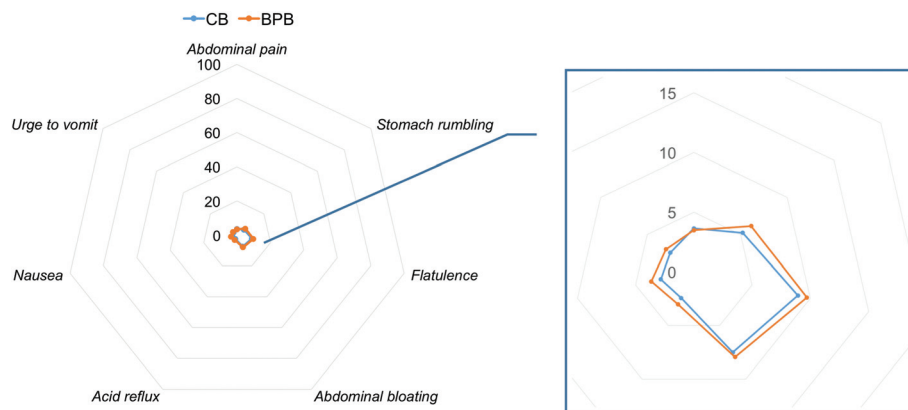 CB BPB
Abdominal pain
100
80
60
40
20
0
Urge to vomit
Stomach rumbling
Nausea
Flatulence
Acid reflux
Abdominal bloating
15
10
5
0